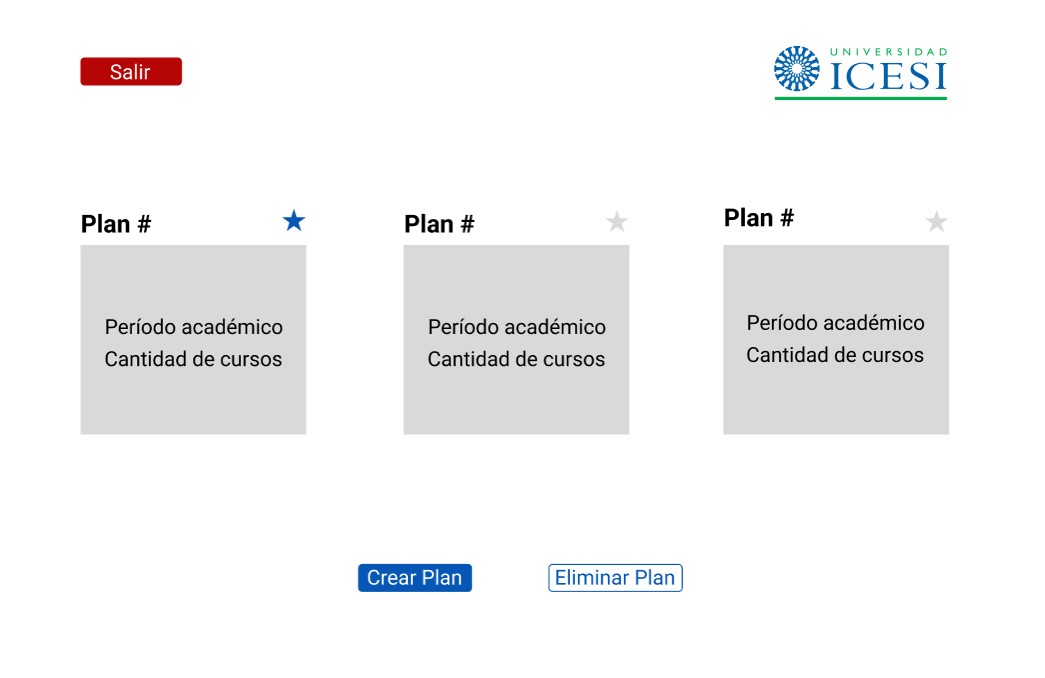 Salir
UNIVERSIDAD
ICESI
Plan #
Plan #
Plan #
Período académico
Cantidad de cursos
Período académico
Cantidad de cursos
Período académico
Cantidad de cursos
Crear Plan
Eliminar Plan